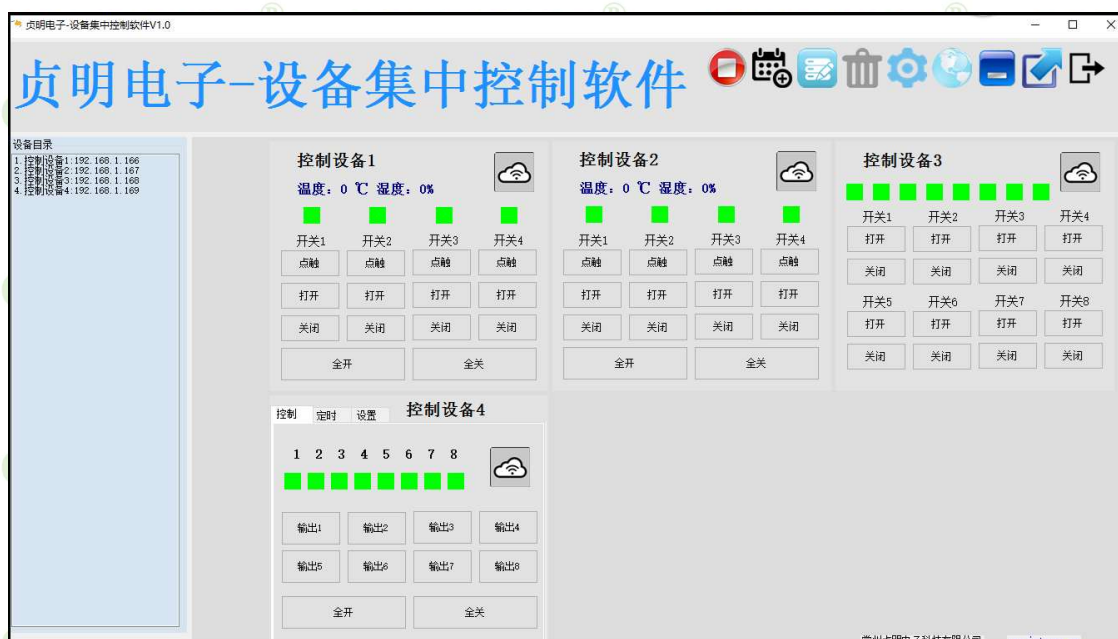 贞明电子-设备集中控制软件V1.0
贞明电子-设备集中控制软件
设备目录
1.控制设备1:192.168.1.166
2.控制设备2:192.168.1.167
3.控制设备3:192.168.1.168
4.控制设备4:192.168.1.169
控制设备1
温度: 0 ℃ 湿度: 0%
开关1 开关2 开关3 开关4
点触 点触 点触 点触
打开 打开 打开 打开
关闭 关闭 关闭 关闭
全开 全关
控制设备2
温度: 0 ℃ 湿度: 0%
开关1 开关2 开关3 开关4
点触 点触 点触 点触
打开 打开 打开 打开
关闭 关闭 关闭 关闭
全开 全关
控制设备3
开关1 开关2 开关3 开关4
打开 打开 打开 打开
关闭 关闭 关闭 关闭
开关5 开关6 开关7 开关8
打开 打开 打开 打开
关闭 关闭 关闭 关闭
控制 定时 设置 控制设备4
1 2 3 4 5 6 7 8
输出1 输出2 输出3 输出4
输出5 输出6 输出7 输出8
全开 全关